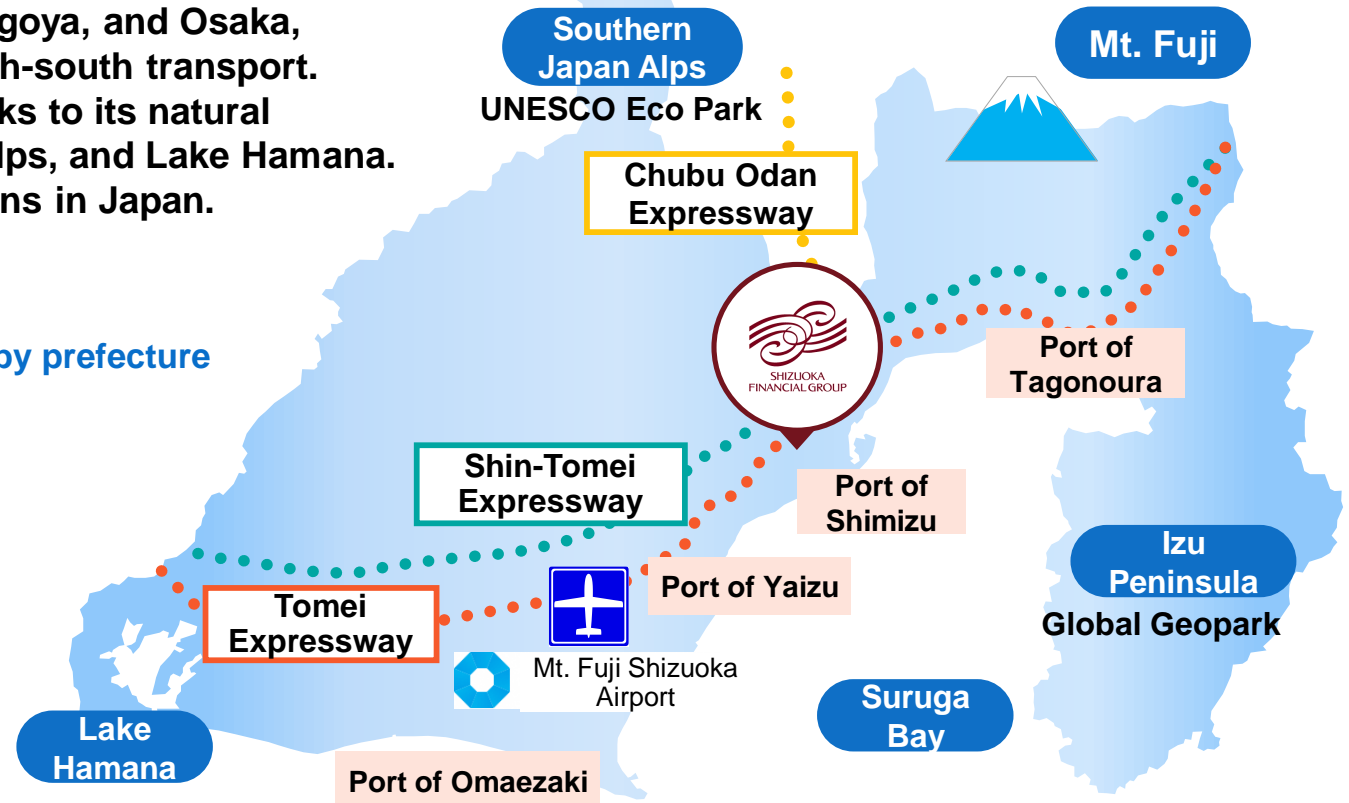 goya, and Osaka,
h-south transport.
ks to its natural
lps, and Lake Hamana.
ns in Japan.
by prefecture
Southern
Japan Alps
UNESCO Eco Park
Mt. Fuji
Chubu Odan
Expressway
SHIZUOKA
FINANCIAL GROUP
Port of
Tagonoura
Shin-Tomei
Expressway
Port of
Shimizu
Izu
Peninsula
Global Geopark
Port of Yaizu
Tomei
Expressway
Mt. Fuji Shizuoka
Airport
Suruga
Bay
Lake
Hamana
Port of Omaezaki